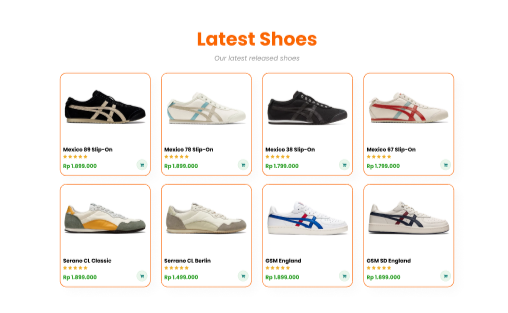 Latest Shoes
Our latest released shoes
Mexico 89 Slip-On
Rp 1.899.000
Mexico 78 Slip-On
Rp 1.899.000
Mexico 38 Slip-On
Rp 1.799.000
Mexico 67 Slip-On
Rp 1.799.000
Serano CL Classic
Rp 1.899.000
Serrano CL Berlin
Rp 1.499.000
GSM England
Rp 1.899.000
GSM SD England
Rp 1.899.000